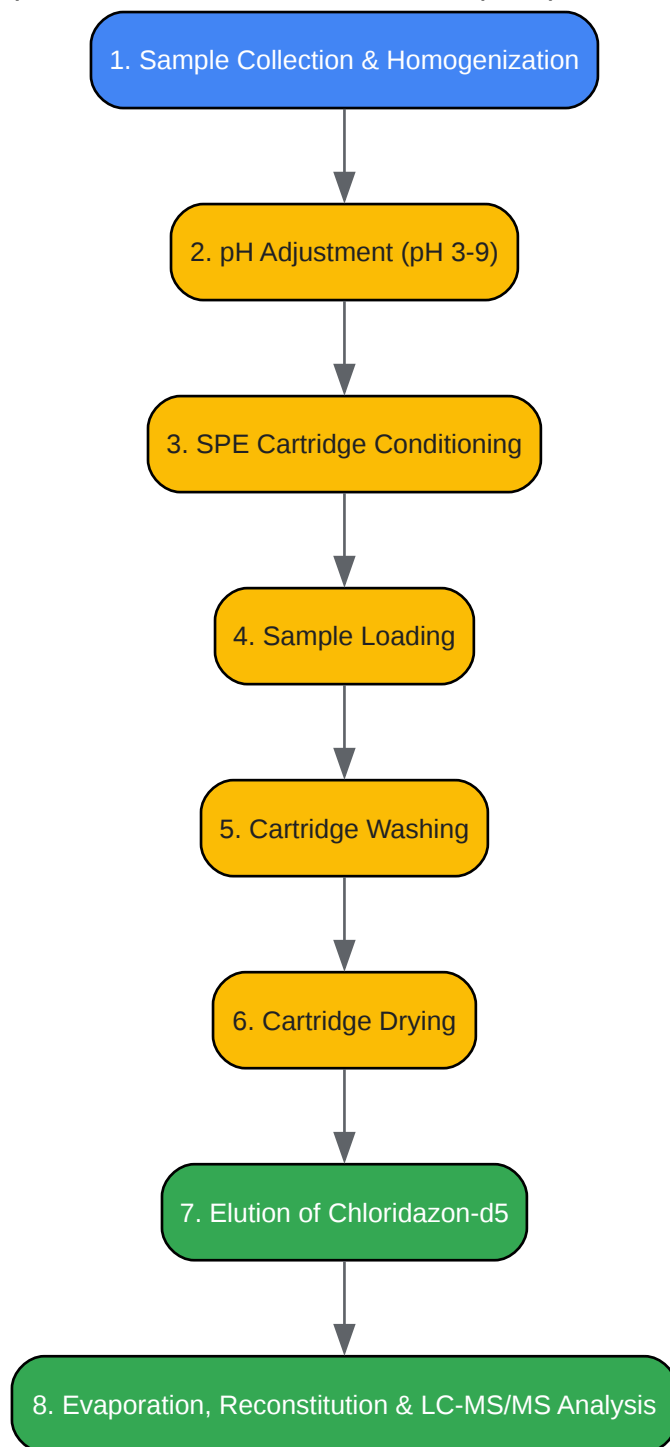 1. Sample Collection & Homogenization
2. pH Adjustment (pH 3-9)
3. SPE Cartridge Conditioning
4. Sample Loading
5. Cartridge Washing
6. Cartridge Drying
7. Elution of Chloridazon-d5
8. Evaporation, Reconstitution & LC-MS/MS Analysis